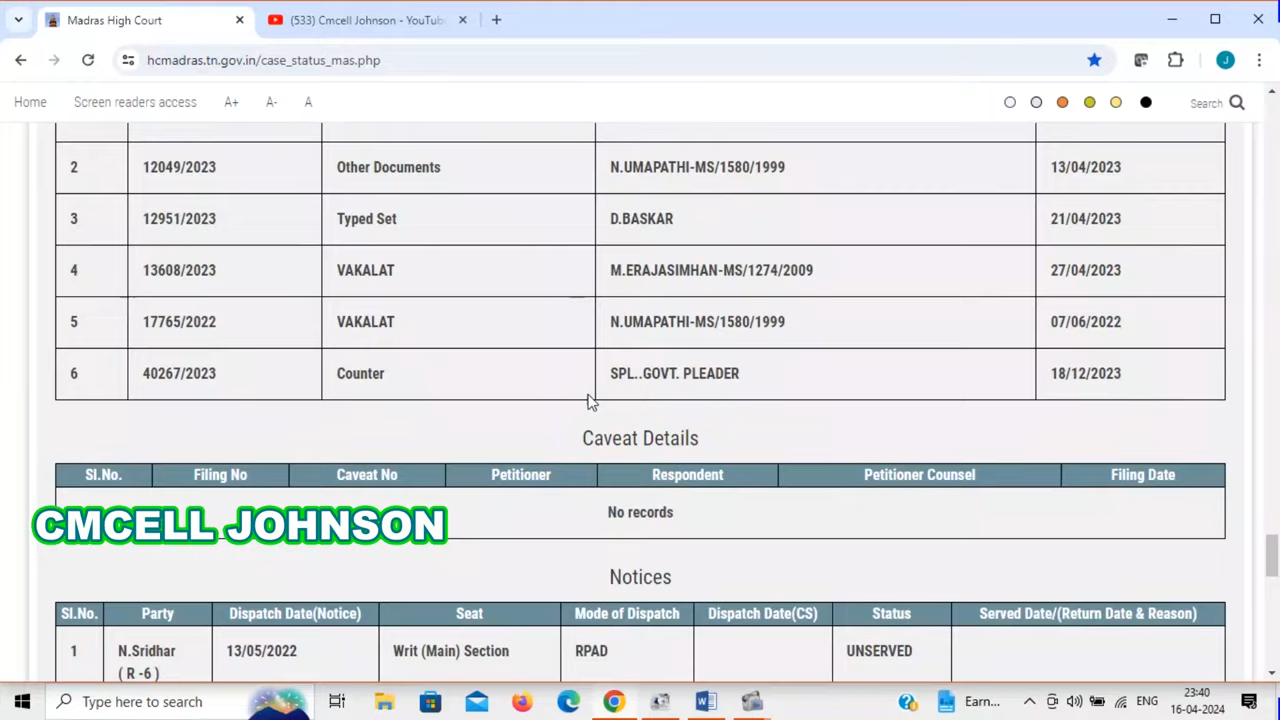 Madras High Court
(533) Cmcell Johnson - YouTub
hcmadras.tn.gov.in/case_status_mas.php
J
Home Screen readers access A+ A- A Search
2 12049/2023 Other Documents N.UMAPATHI-MS/1580/1999 13/04/2023
3 12951/2023 Typed Set D.BASKAR 21/04/2023
4 13608/2023 VAKALAT M.ERAJASIMHAN-MS/1274/2009 27/04/2023
5 17765/2022 VAKALAT N.UMAPATHI-MS/1580/1999 07/06/2022
6 40267/2023 Counter SPL..GOVT. PLEADER 18/12/2023
Caveat Details
Sl.No. Filing No Caveat No Petitioner Respondent Petitioner Counsel Filing Date
No records
CMCELL JOHNSON
Notices
Sl.No. Party Dispatch Date(Notice) Seat Mode of Dispatch Dispatch Date(CS) Status Served Date/(Return Date & Reason)
1 N.Sridhar 13/05/2022 Writ (Main) Section RPAD UNSERVED
( R -6 )
Type here to search
Earn...
ENG
23:40
16-04-2024